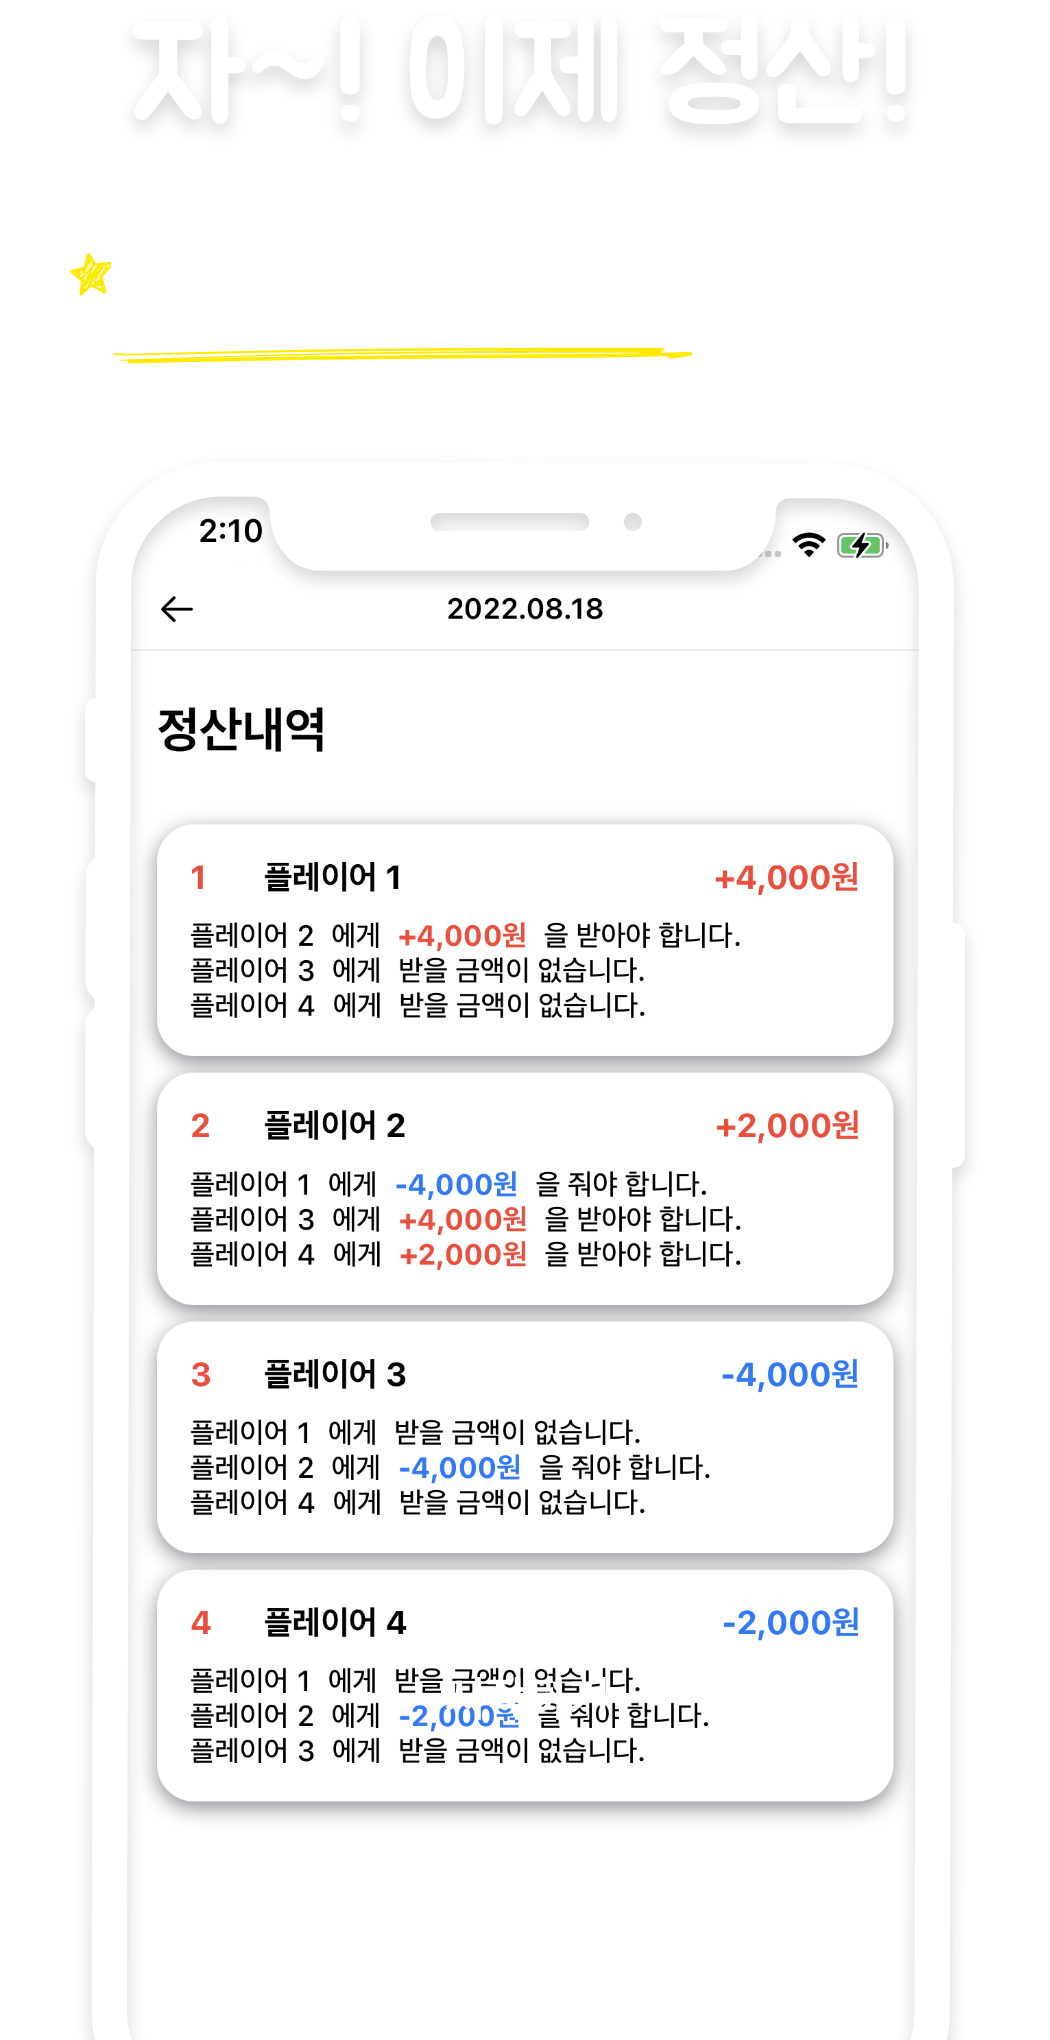 자~! 이제 정산!
2:10
2022.08.18
정산내역
1 플레이어 1 +4,000원
플레이어 2 에게 +4,000원 을 받아야 합니다.
플레이어 3 에게 받을 금액이 없습니다.
플레이어 4 에게 받을 금액이 없습니다.
2 플레이어 2 +2,000원
플레이어 1 에게 -4,000원 을 줘야 합니다.
플레이어 3 에게 +4,000원 을 받아야 합니다.
플레이어 4 에게 +2,000원 을 받아야 합니다.
3 플레이어 3 -4,000원
플레이어 1 에게 받을 금액이 없습니다.
플레이어 2 에게 -4,000원 을 줘야 합니다.
플레이어 4 에게 받을 금액이 없습니다.
4 플레이어 4 -2,000원
플레이어 1 에게 받을 금액이 없습니다.
플레이어 2 에게 -2,000원 을 줘야 합니다.
플레이어 3 에게 받을 금액이 없습니다.